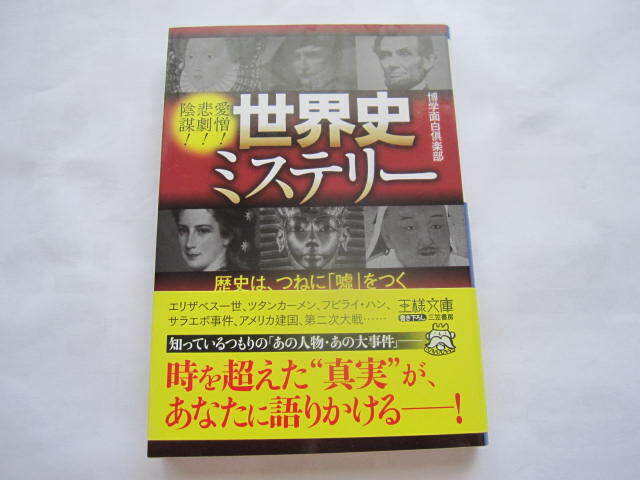 愛憎！
悲劇！
陰謀！
世界史
ミステリー
博学面白倶楽部
歴史は、つねに「嘘」をつく
エリザベス一世、ツタンカーメン、フビライ・ハン、
サラエボ事件、アメリカ建国、第二次大戦……
王様文庫
書き下ろし 三笠書房
知っているつもりの「あの人物・あの大事件」——
時を超えた“真実”が、
あなたに語りかける——！